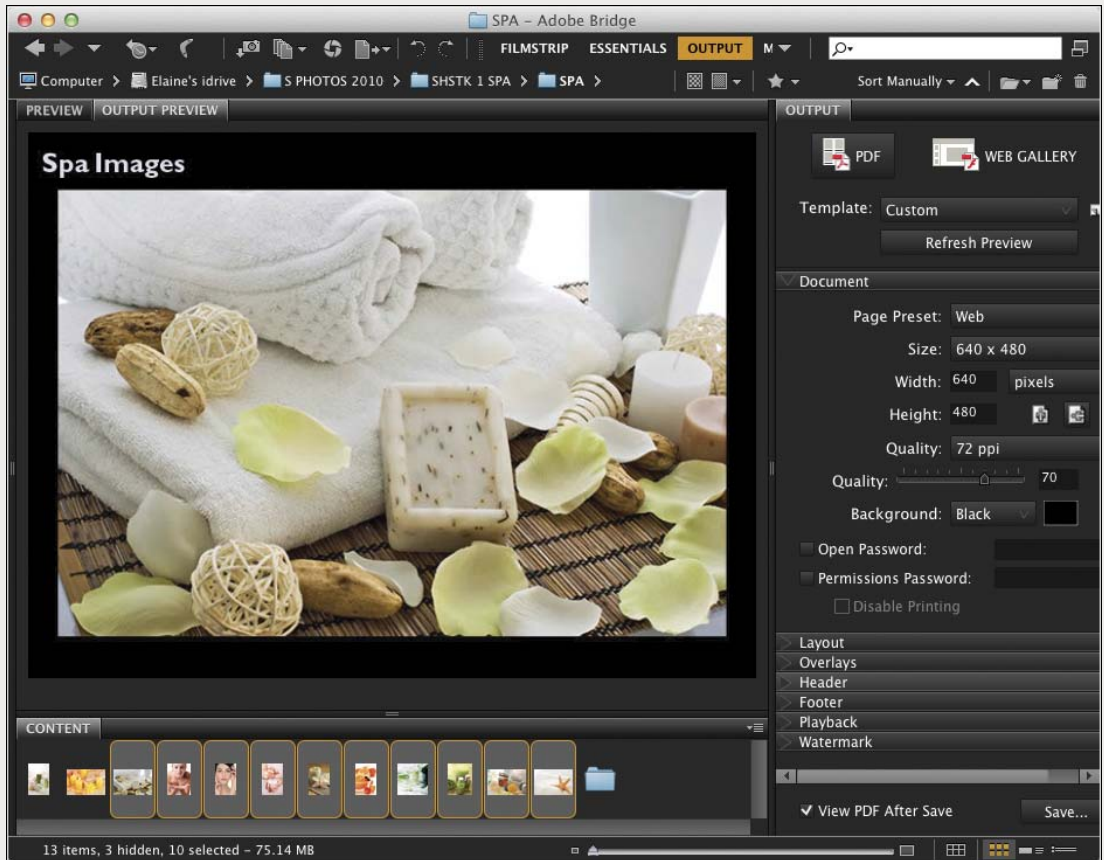 SPA – Adobe Bridge
FILMSTRIP ESSENTIALS OUTPUT M
Computer > Elaine's idrive > S PHOTOS 2010 > SHSTK 1 SPA > SPA > Sort Manually
PREVIEW OUTPUT PREVIEW
Spa Images
OUTPUT
PDF WEB GALLERY
Template: Custom
Refresh Preview
Document
Page Preset: Web
Size: 640 x 480
Width: 640 pixels
Height: 480
Quality: 72 ppi
Quality: 70
Background: Black
Open Password:
Permissions Password:
Disable Printing
Layout
Overlays
Header
Footer
Playback
Watermark
View PDF After Save Save...
CONTENT
13 items, 3 hidden, 10 selected – 75.14 MB